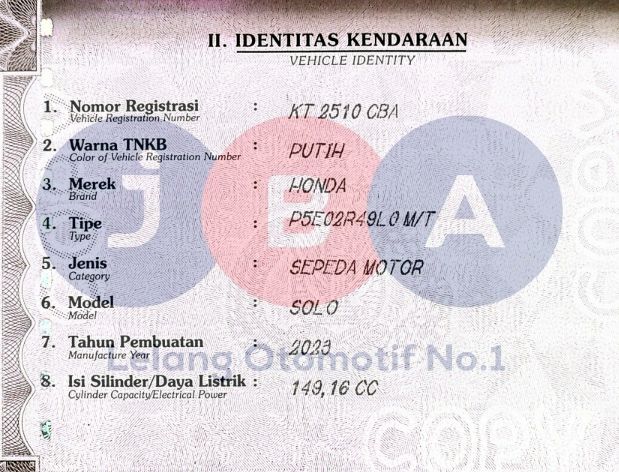 II. IDENTITAS KENDARAAN
VEHICLE IDENTITY
1. Nomor Registrasi : KT 2510 CBA
Vehicle Registration Number
2. Warna TNKB : PUTIH
Color of Vehicle Registration Number
3. Merek : HONDA
Brand
4. Tipe : P5E02R49L0 M/T
Type
5. Jenis : SEPEDA MOTOR
Category
6. Model : SOLO
Model
7. Tahun Pembuatan : 2023
Manufacture Year
8. Isi Silinder/Daya Listrik : 149,16 CC
Cylinder Capacity/Electrical Power
JBA
Lelang Otomotif No.1
COPY